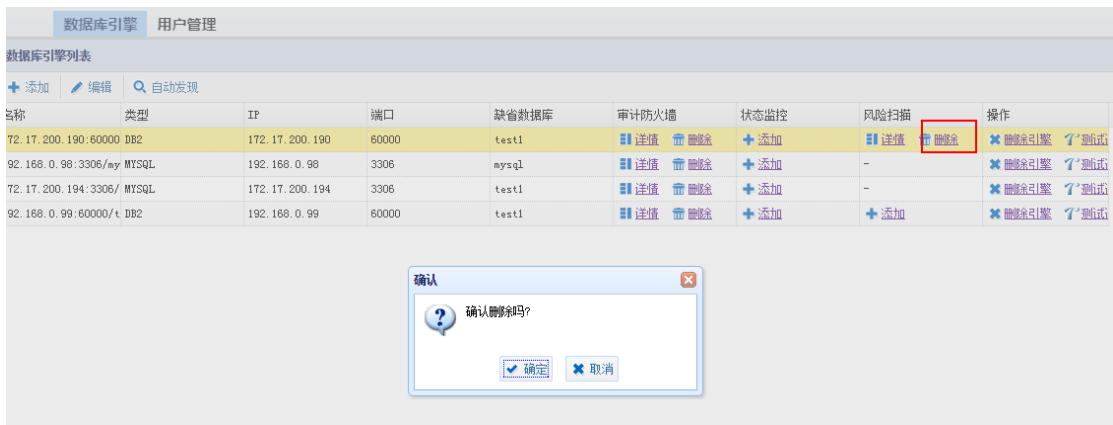 数据库引擎 用户管理
数据库引擎列表
添加 编辑 自动发现
名称 类型 IP 端口 缺省数据库 审计防火墙 状态监控 风险扫描 操作
72.17.200.190:60000 DB2 172.17.200.190 60000 test1 详情 删除 添加 详情 删除 删除引擎 测试
92.168.0.98:3306/my MYSQL 192.168.0.98 3306 mysql 详情 删除 添加 - 删除引擎 测试
72.17.200.194:3306/ MYSQL 172.17.200.194 3306 test1 详情 删除 添加 - 删除引擎 测试
92.168.0.99:60000/t DB2 192.168.0.99 60000 test1 详情 删除 添加 添加 删除引擎 测试
确认
确认删除吗?
确定 取消